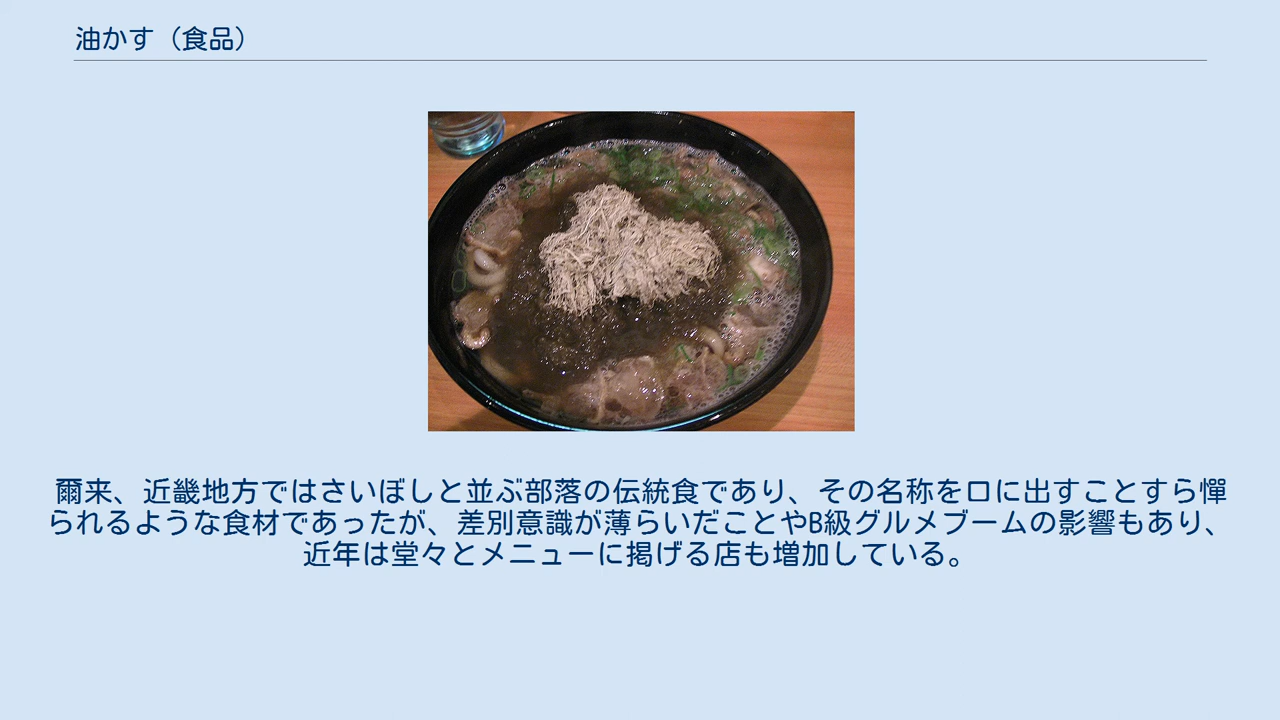 油かす（食品）
爾来、近畿地方ではさいぼしと並ぶ部落の伝統食であり、その名称を口に出すことすら憚
られるような食材であったが、差別意識が薄らいだことやB級グルメブームの影響もあり、
近年は堂々とメニューに掲げる店も増加している。